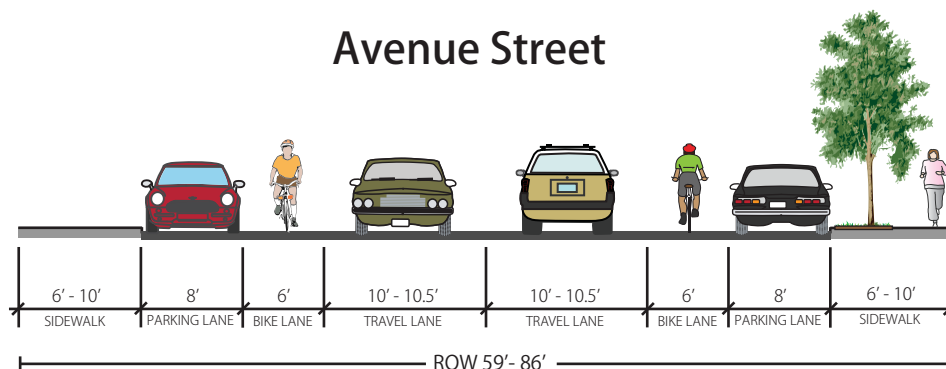 Avenue Street
6’ - 10’ 8’ 6’ 10’ - 10.5’ 10’ - 10.5’ 6’ 8’ 6’ - 10’
SIDEWALK PARKING LANE BIKE LANE TRAVEL LANE TRAVEL LANE BIKE LANE PARKING LANE SIDEWALK
ROW 59’- 86’